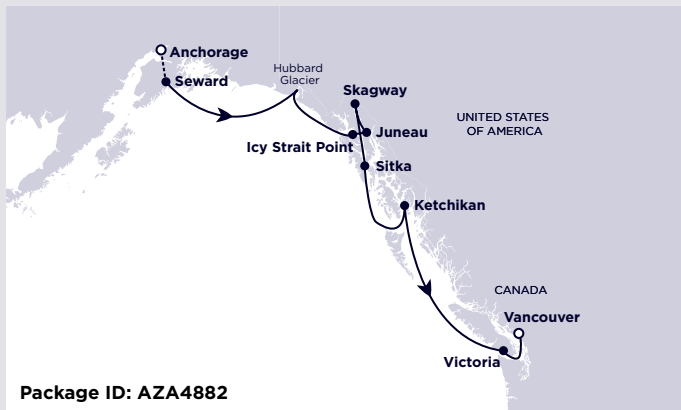 Anchorage
Seward
Hubbard
Glacier
Skagway
UNITED STATES
OF AMERICA
Juneau
Icy Strait Point
Sitka
Ketchikan
CANADA
Vancouver
Victoria
Package ID: AZA4882